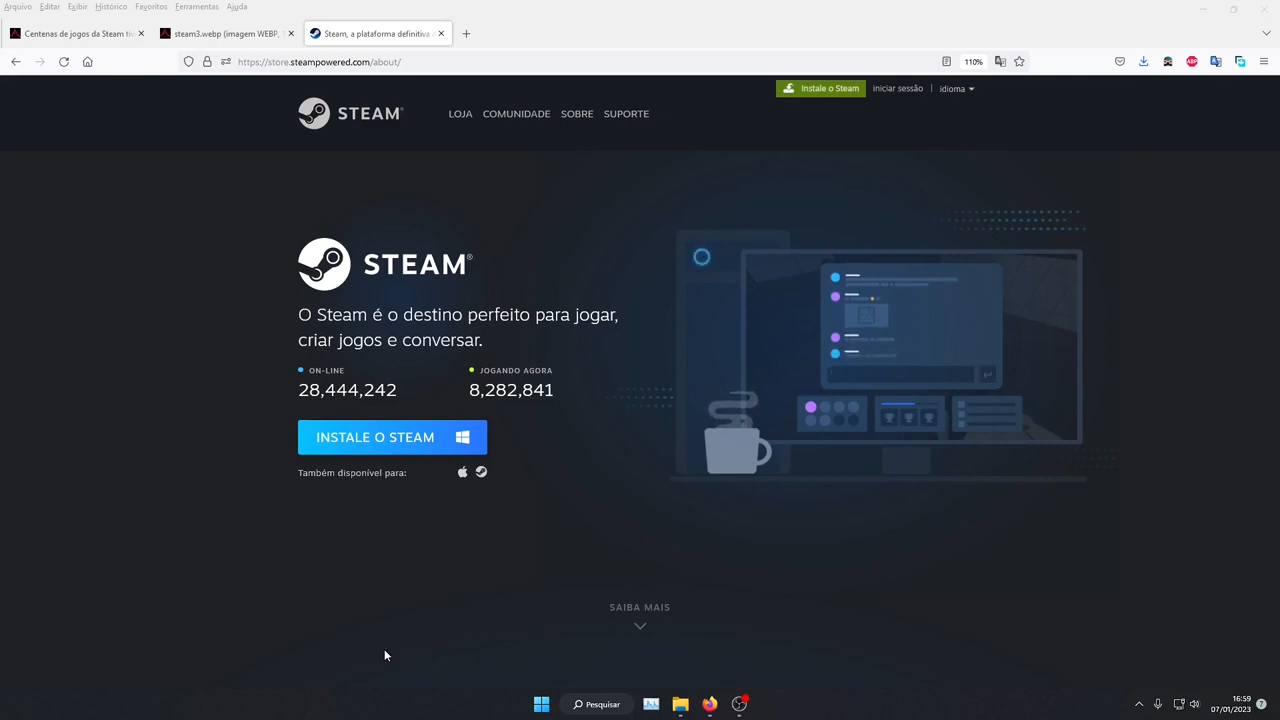 Arquivo Editar Exibir Histórico Favoritos Ferramentas Ajuda
Centenas de jogos da Steam tiv
steam3.webp (imagem WEBP,
Steam, a plataforma definitiva
https://store.steampowered.com/about/
110%
ABP
Instale o Steam iniciar sessão | idioma
STEAM®
LOJA COMUNIDADE SOBRE SUPORTE
STEAM®
O Steam é o destino perfeito para jogar,
criar jogos e conversar.
ON-LINE JOGANDO AGORA
28,444,242 8,282,841
INSTALE O STEAM
Também disponível para:
SAIBA MAIS
Pesquisar
16:59
07/01/2023
7